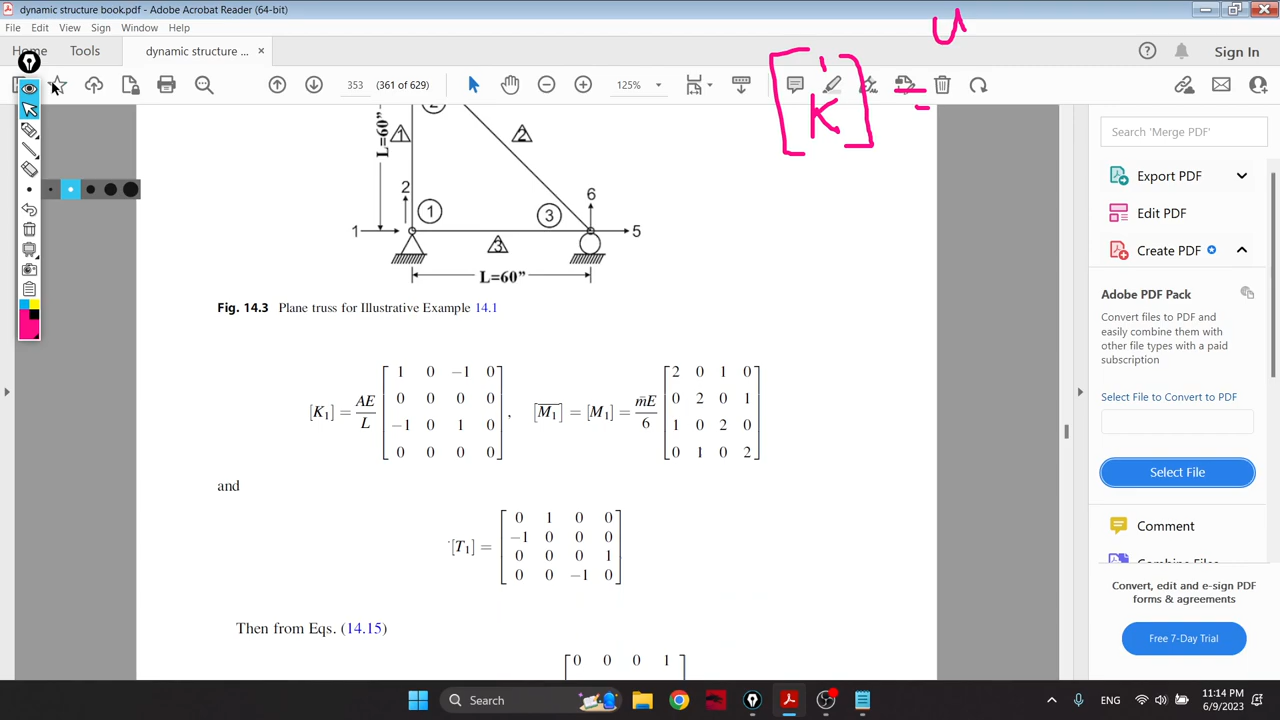 dynamic structure book.pdf - Adobe Acrobat Reader (64-bit)
File Edit View Sign Window Help
Home Tools dynamic structure ... × Sign In
353 (361 of 629) 125%
U
[K] =
L=60"
1 2 3
2 6
1 3
1 5
3
L=60"
Fig. 14.3 Plane truss for Illustrative Example 14.1
[K1] = AE/L
1 0 −1 0
0 0 0 0
−1 0 1 0
0 0 0 0
, [M̅1] = [M1] = m̄E/6
2 0 1 0
0 2 0 1
1 0 2 0
0 1 0 2
and
[T1] =
0 1 0 0
−1 0 0 0
0 0 0 1
0 0 −1 0
Then from Eqs. (14.15)
0 0 0 1
Search 'Merge PDF'
Export PDF
Edit PDF
Create PDF
Adobe PDF Pack
Convert files to PDF and
easily combine them with
other file types with a paid
subscription
Select File to Convert to PDF
Select File
Comment
Convert, edit and e-sign PDF
forms & agreements
Free 7-Day Trial
Search
ENG
11:14 PM
6/9/2023